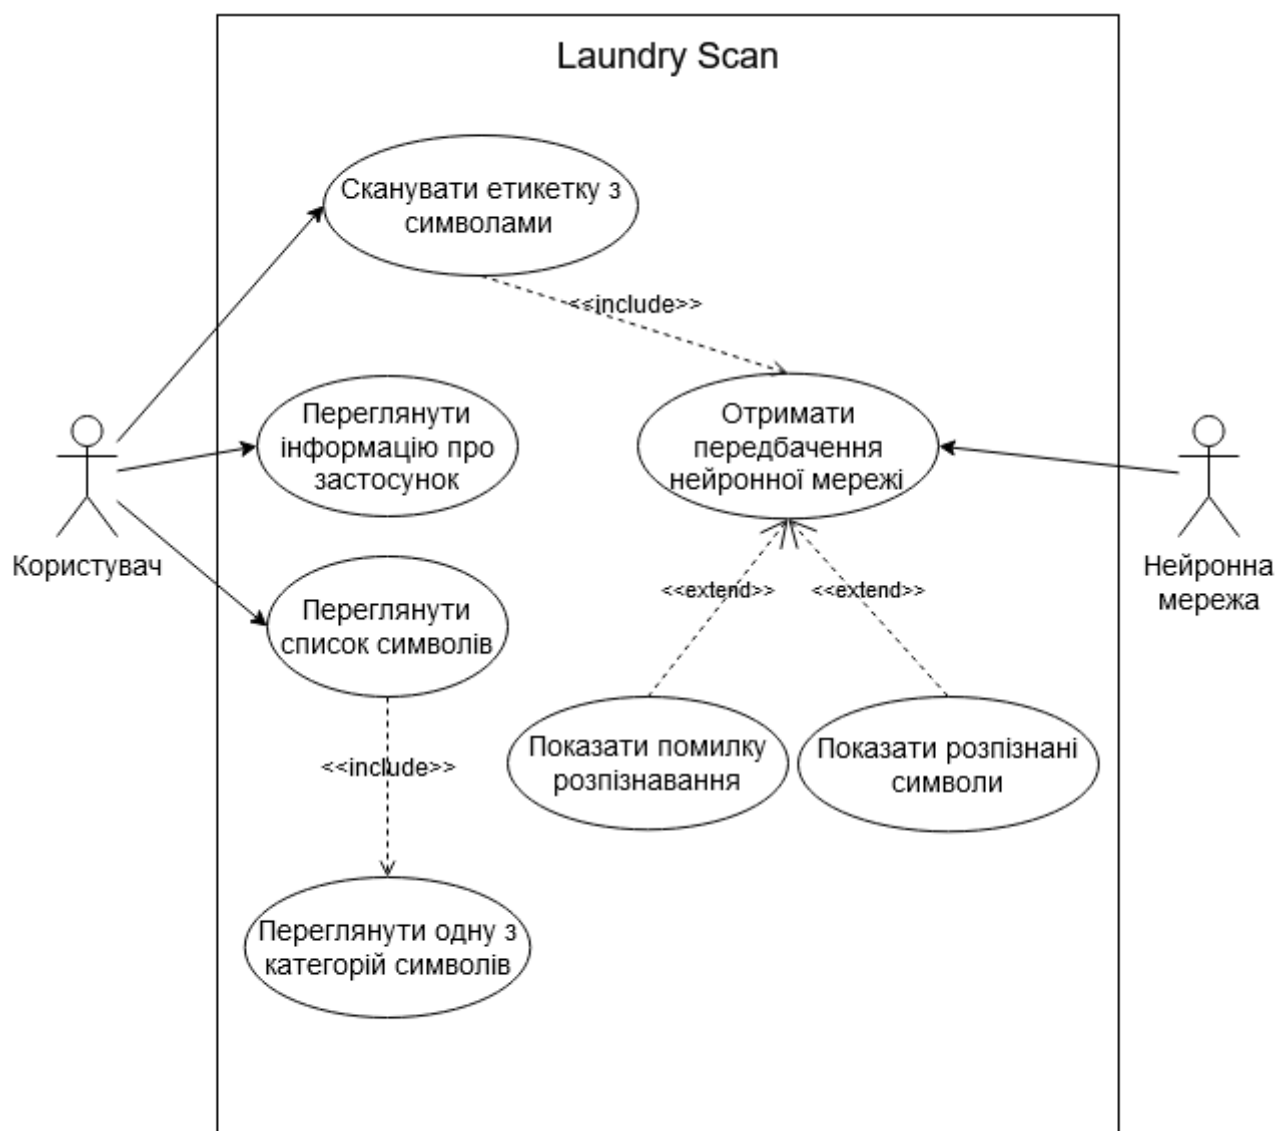 Laundry Scan
Сканувати етикетку з
символами
<<include>>
Переглянути
інформацію про
застосунок
Отримати
передбачення
нейронної мережі
Користувач
Нейронна
мережа
Переглянути
список символів
<<extend>>
<<extend>>
Показати помилку
розпізнавання
Показати розпізнані
символи
<<include>>
Переглянути одну з
категорій символів